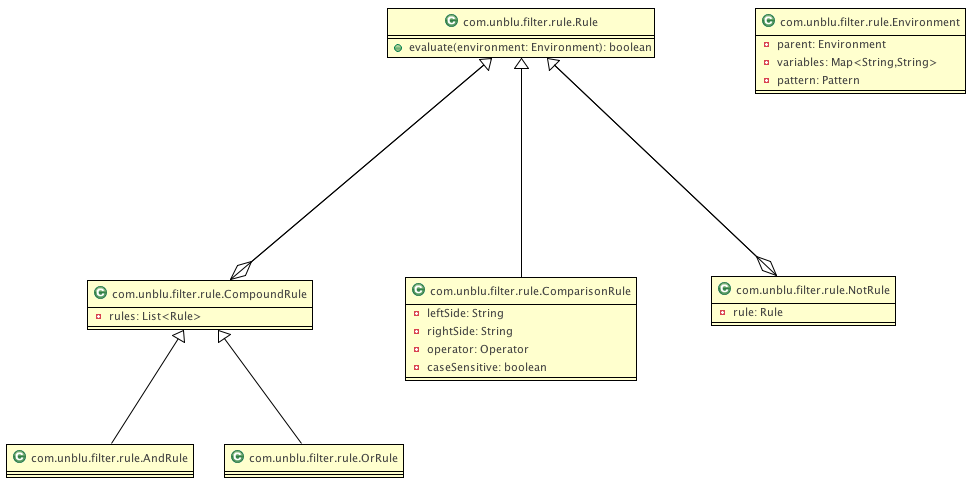 C com.unblu.filter.rule.Rule
evaluate(environment: Environment): boolean
C com.unblu.filter.rule.Environment
parent: Environment
variables: Map<String,String>
pattern: Pattern
C com.unblu.filter.rule.CompoundRule
rules: List<Rule>
C com.unblu.filter.rule.ComparisonRule
leftSide: String
rightSide: String
operator: Operator
caseSensitive: boolean
C com.unblu.filter.rule.NotRule
rule: Rule
C com.unblu.filter.rule.AndRule
C com.unblu.filter.rule.OrRule